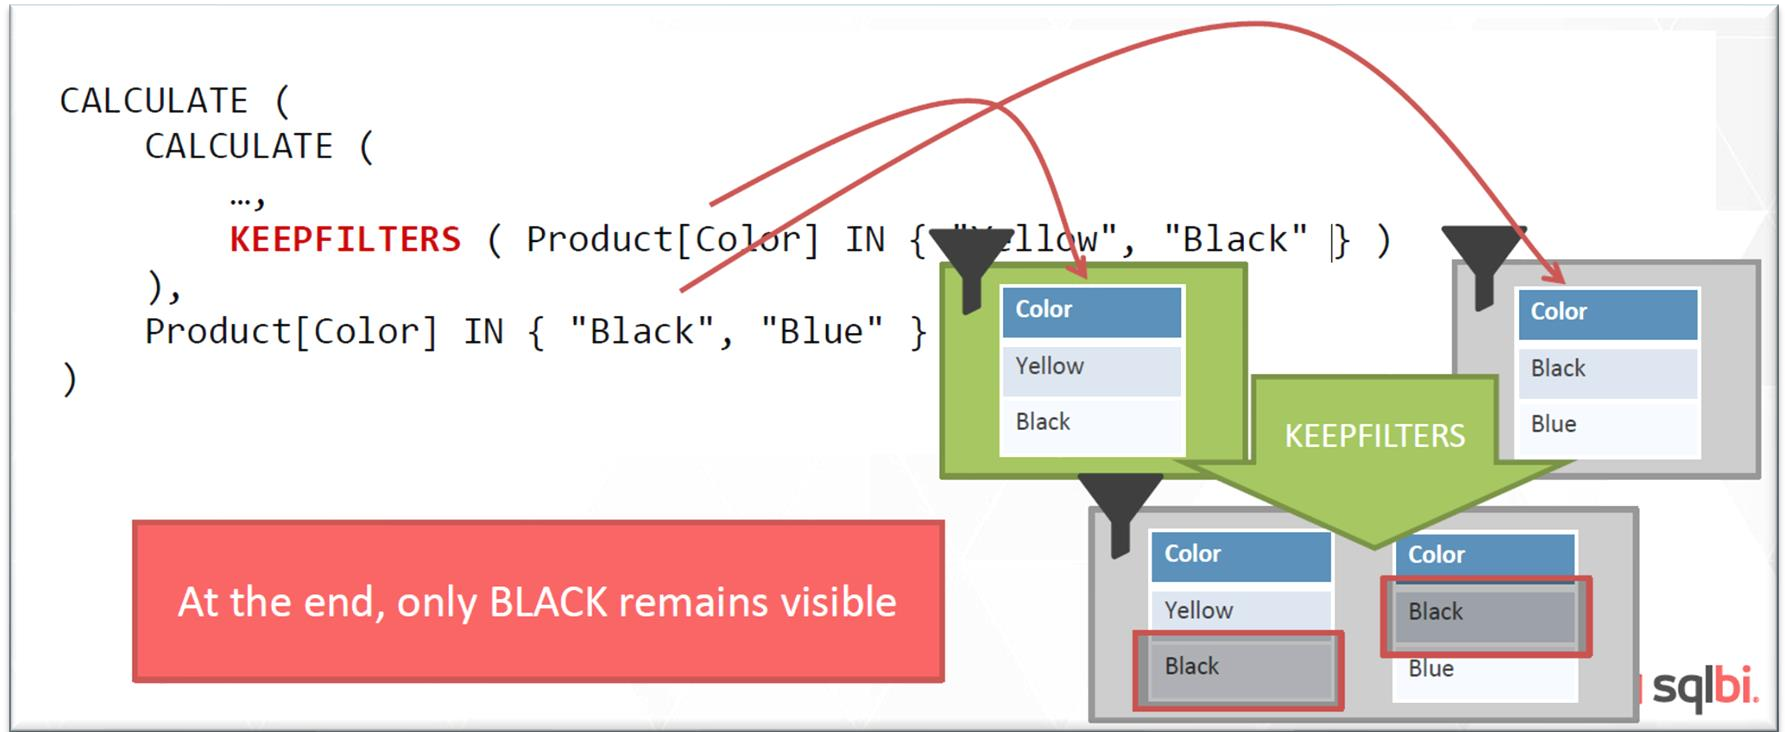 CALCULATE (
CALCULATE (
…,
KEEPFILTERS ( Product[Color] IN { "Yellow", "Black" } )
),
Product[Color] IN { "Black", "Blue" }
)
Color
Yellow
Black
Color
Black
Blue
KEEPFILTERS
Color
Yellow
Black
Color
Black
Blue
At the end, only BLACK remains visible
sqlbi.